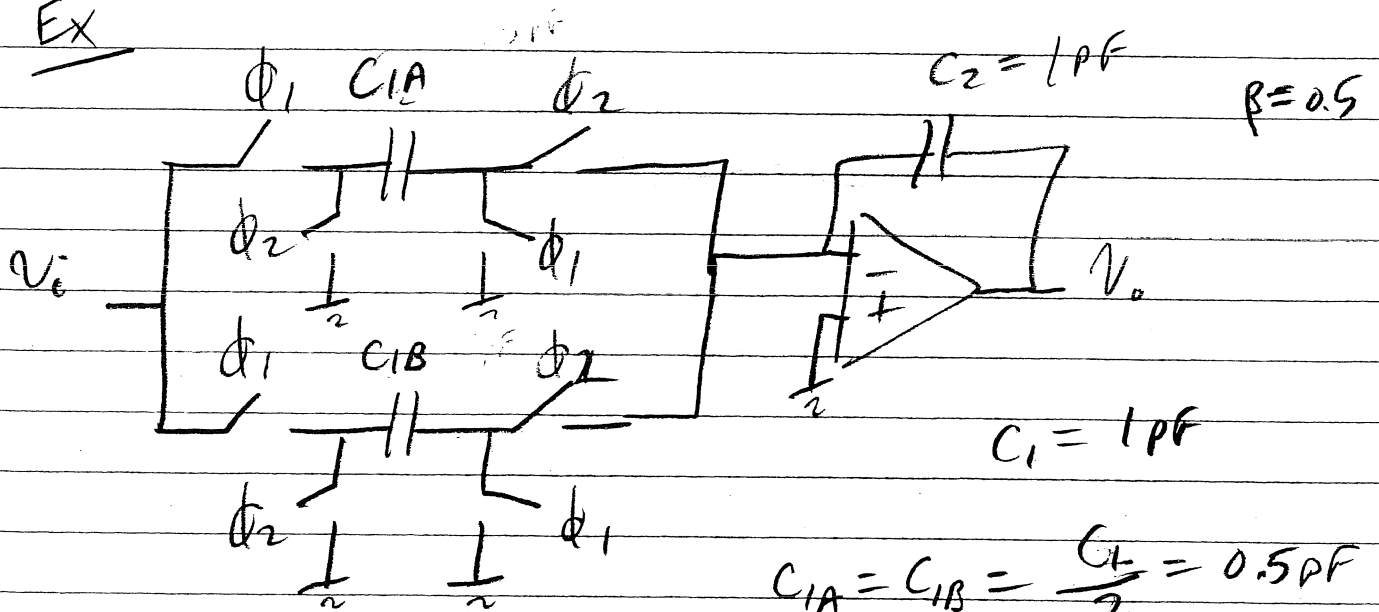 Ex
ϕ1 C1A ϕ2
C2 = 1pF
β = 0.5
ϕ2 ϕ1
Vi
- +
Vo
ϕ1 C1B ϕ2
C1 = 1pF
ϕ2 ϕ1
C1A = C1B = C1/2 = 0.5pF